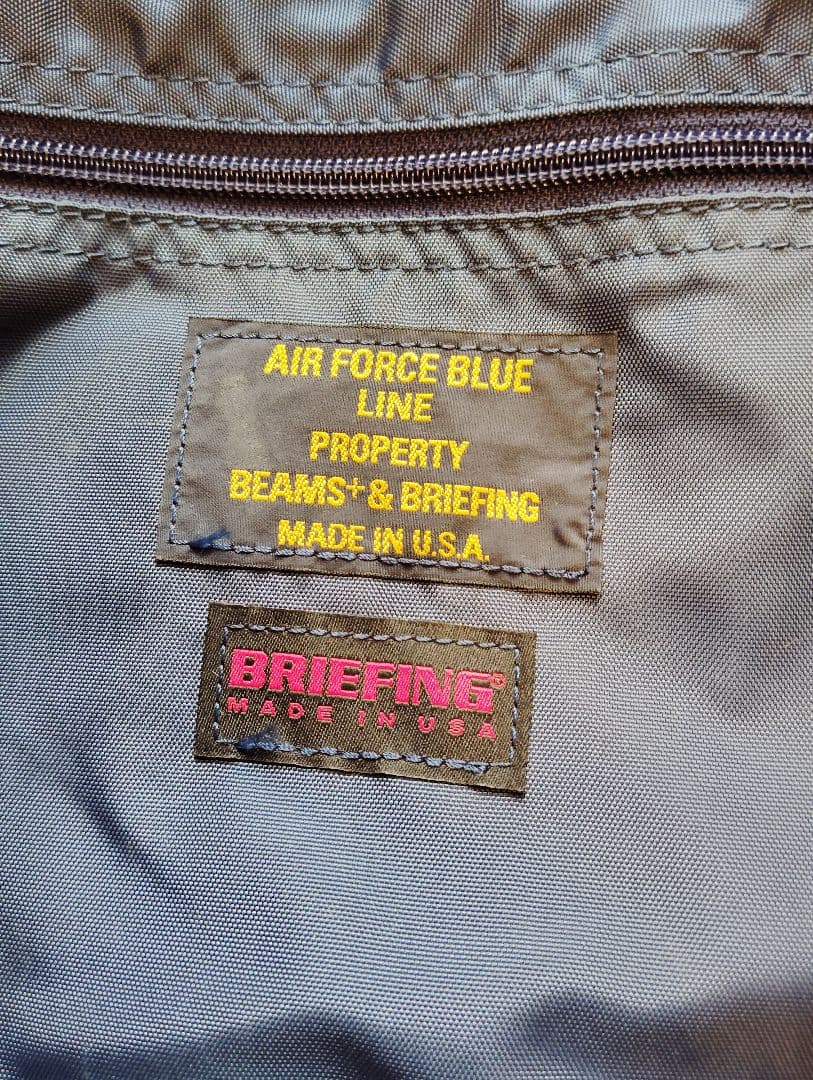 AIR FORCE BLUE
LINE
PROPERTY
BEAMS+ & BRIEFING
MADE IN U.S.A.
BRIEFING®
MADE IN USA